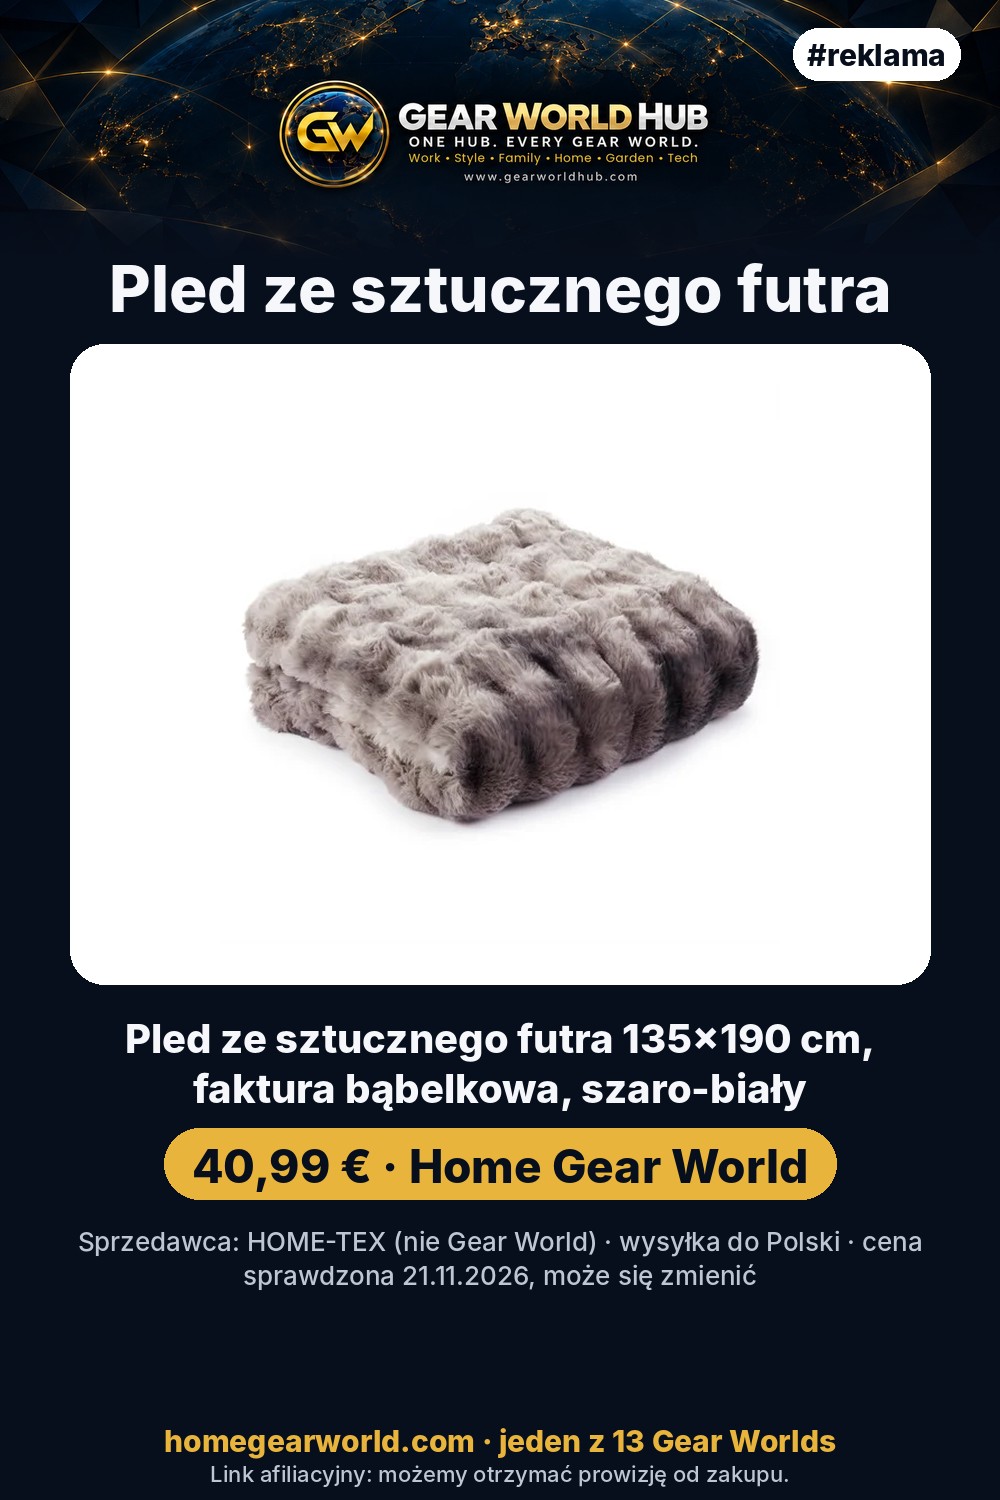 #reklama
GW
GEAR WORLD HUB
ONE HUB. EVERY GEAR WORLD.
Work • Style • Family • Home • Garden • Tech
www.gearworldhub.com
Pled ze sztucznego futra
Pled ze sztucznego futra 135×190 cm,
faktura bąbelkowa, szaro-biały
40,99 € · Home Gear World
Sprzedawca: HOME-TEX (nie Gear World) · wysyłka do Polski · cena
sprawdzona 21.11.2026, może się zmienić
homegearworld.com · jeden z 13 Gear Worlds
Link afiliacyjny: możemy otrzymać prowizję od zakupu.